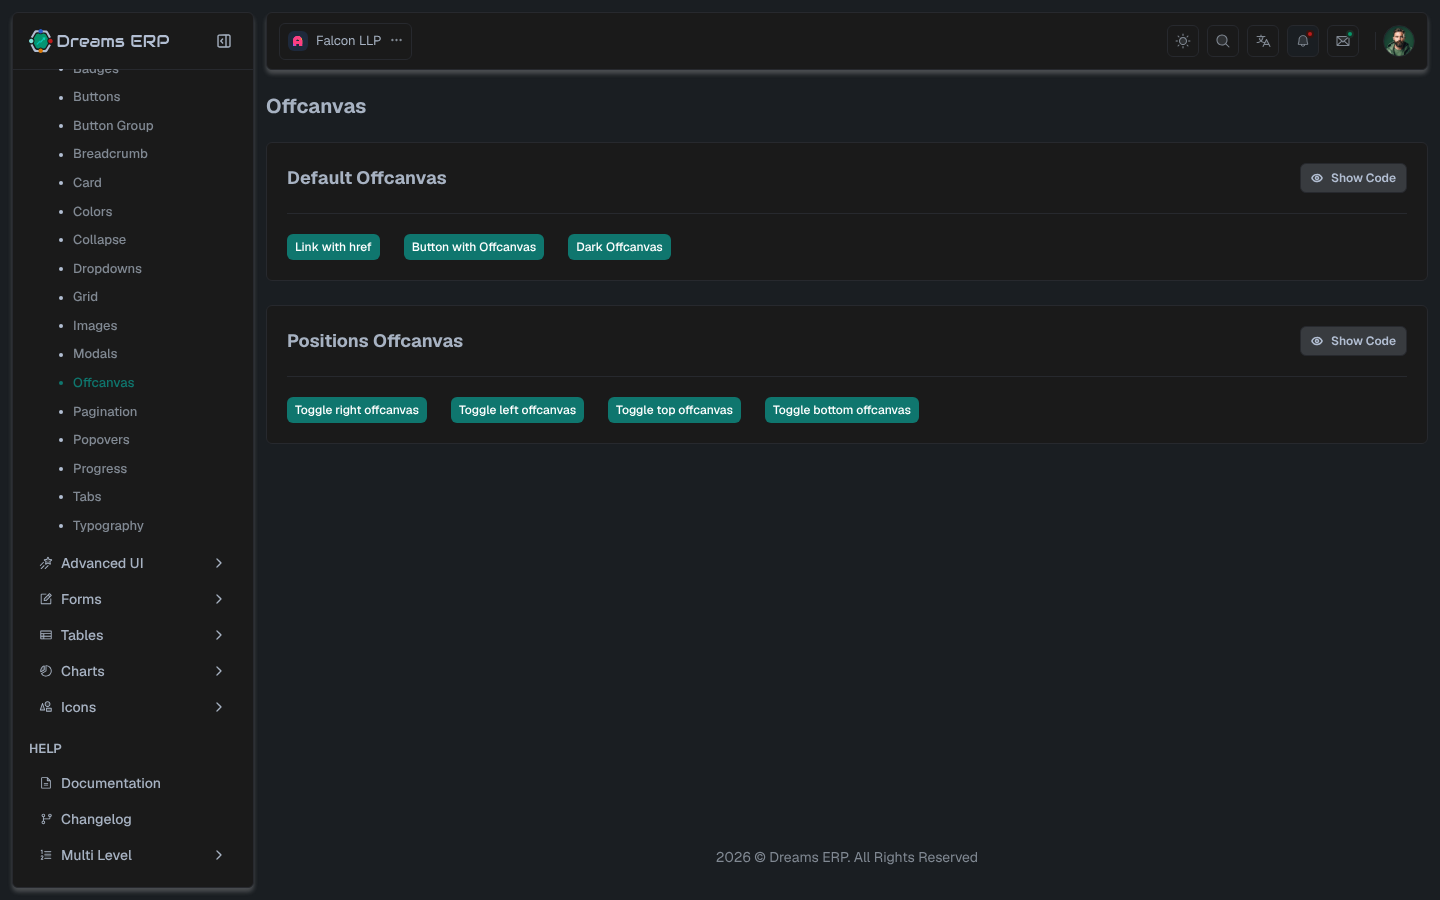 Dreams ERP
Badges
Buttons
Button Group
Breadcrumb
Card
Colors
Collapse
Dropdowns
Grid
Images
Modals
Offcanvas
Pagination
Popovers
Progress
Tabs
Typography
Advanced UI
Forms
Tables
Charts
Icons
HELP
Documentation
Changelog
Multi Level
Falcon LLP
Offcanvas
Default Offcanvas
Show Code
Link with href
Button with Offcanvas
Dark Offcanvas
Positions Offcanvas
Show Code
Toggle right offcanvas
Toggle left offcanvas
Toggle top offcanvas
Toggle bottom offcanvas
2026 © Dreams ERP. All Rights Reserved